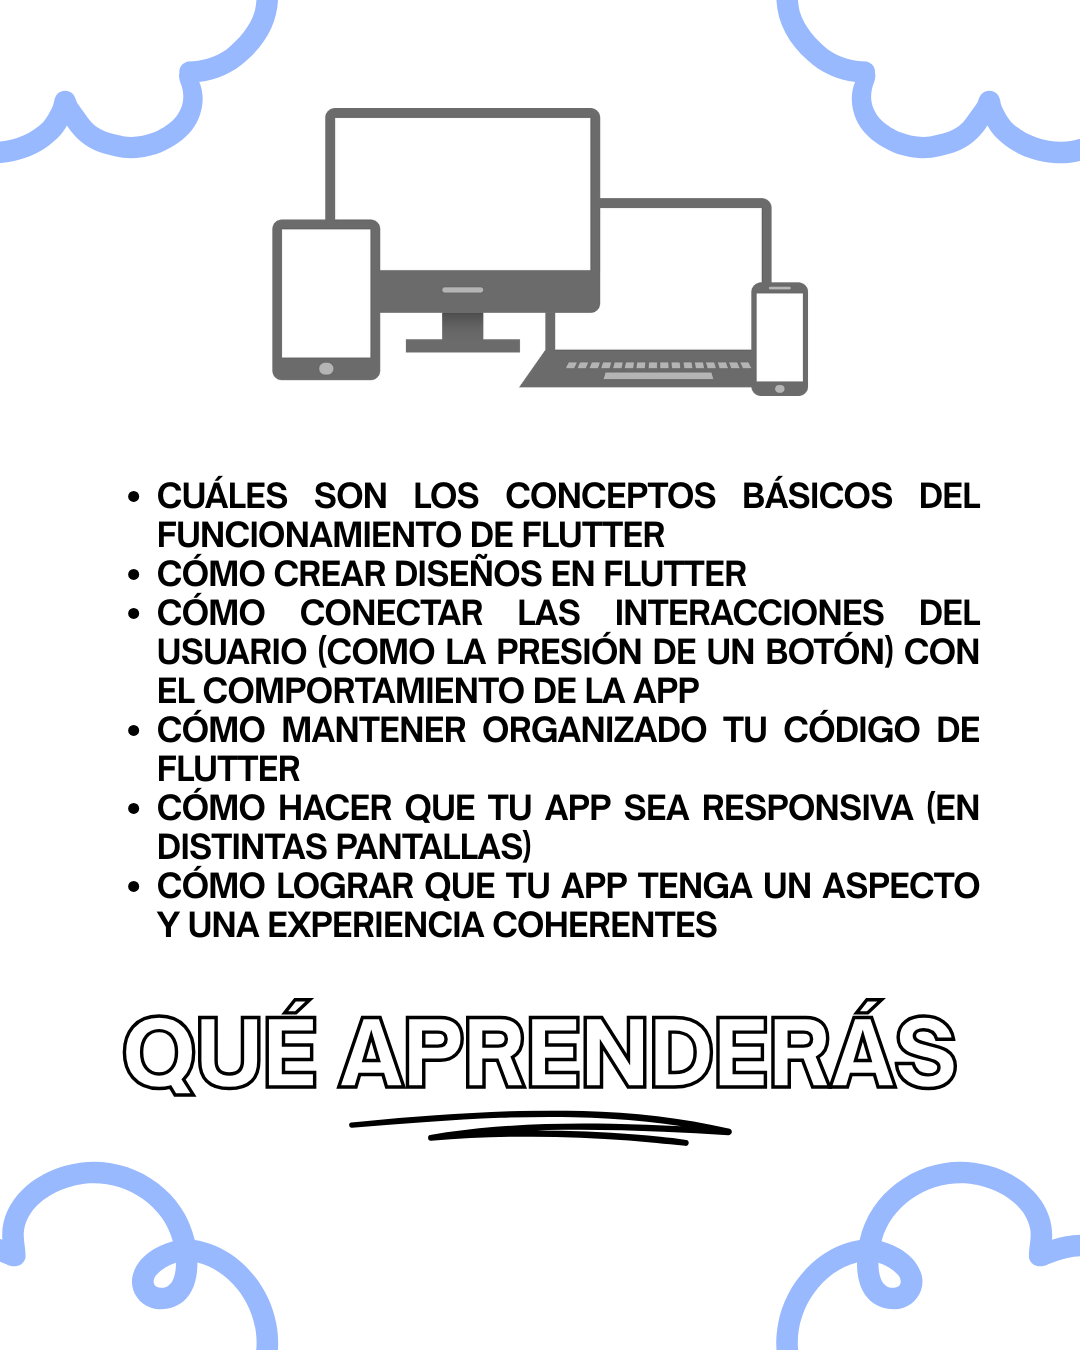 • CUÁLES SON LOS CONCEPTOS BÁSICOS DEL
FUNCIONAMIENTO DE FLUTTER
• CÓMO CREAR DISEÑOS EN FLUTTER
• CÓMO CONECTAR LAS INTERACCIONES DEL
USUARIO (COMO LA PRESIÓN DE UN BOTÓN) CON
EL COMPORTAMIENTO DE LA APP
• CÓMO MANTENER ORGANIZADO TU CÓDIGO DE
FLUTTER
• CÓMO HACER QUE TU APP SEA RESPONSIVA (EN
DISTINTAS PANTALLAS)
• CÓMO LOGRAR QUE TU APP TENGA UN ASPECTO
Y UNA EXPERIENCIA COHERENTES
QUÉ APRENDERÁS